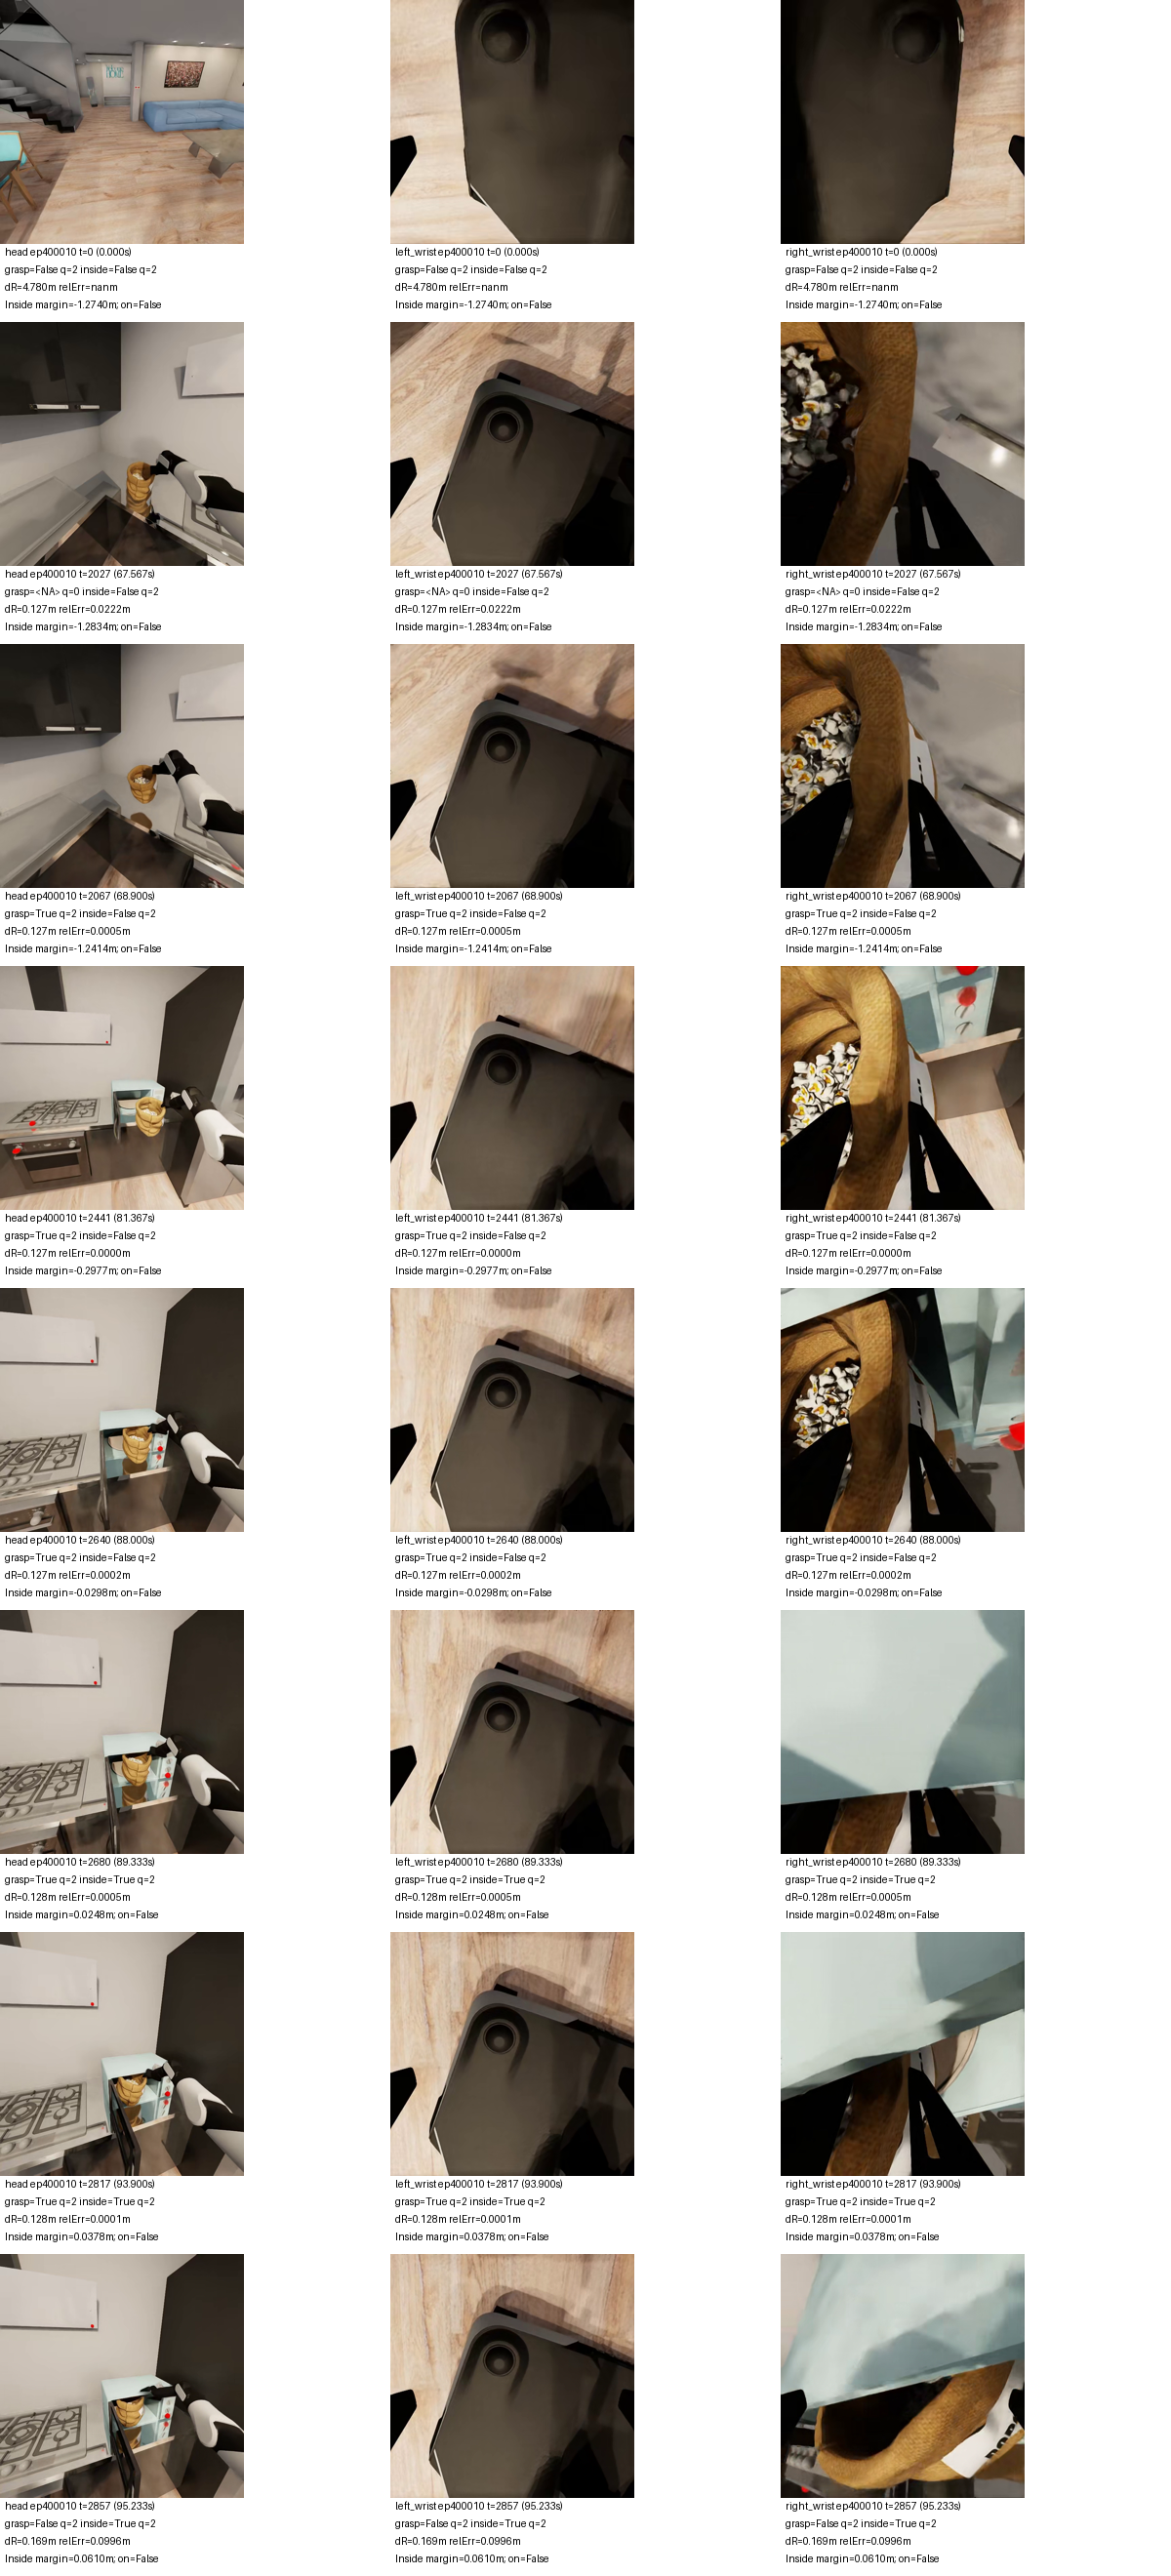 head ep400010 t=0 (0.000s)
grasp=False q=2 inside=False q=2
dR=4.780m relErr=nanm
Inside margin=-1.2740m; on=False
left_wrist ep400010 t=0 (0.000s)
grasp=False q=2 inside=False q=2
dR=4.780m relErr=nanm
Inside margin=-1.2740m; on=False
right_wrist ep400010 t=0 (0.000s)
grasp=False q=2 inside=False q=2
dR=4.780m relErr=nanm
Inside margin=-1.2740m; on=False
head ep400010 t=2027 (67.567s)
grasp=<NA> q=0 inside=False q=2
dR=0.127m relErr=0.0222m
Inside margin=-1.2834m; on=False
left_wrist ep400010 t=2027 (67.567s)
grasp=<NA> q=0 inside=False q=2
dR=0.127m relErr=0.0222m
Inside margin=-1.2834m; on=False
right_wrist ep400010 t=2027 (67.567s)
grasp=<NA> q=0 inside=False q=2
dR=0.127m relErr=0.0222m
Inside margin=-1.2834m; on=False
head ep400010 t=2067 (68.900s)
grasp=True q=2 inside=False q=2
dR=0.127m relErr=0.0005m
Inside margin=-1.2414m; on=False
left_wrist ep400010 t=2067 (68.900s)
grasp=True q=2 inside=False q=2
dR=0.127m relErr=0.0005m
Inside margin=-1.2414m; on=False
right_wrist ep400010 t=2067 (68.900s)
grasp=True q=2 inside=False q=2
dR=0.127m relErr=0.0005m
Inside margin=-1.2414m; on=False
head ep400010 t=2441 (81.367s)
grasp=True q=2 inside=False q=2
dR=0.127m relErr=0.0000m
Inside margin=-0.2977m; on=False
left_wrist ep400010 t=2441 (81.367s)
grasp=True q=2 inside=False q=2
dR=0.127m relErr=0.0000m
Inside margin=-0.2977m; on=False
right_wrist ep400010 t=2441 (81.367s)
grasp=True q=2 inside=False q=2
dR=0.127m relErr=0.0000m
Inside margin=-0.2977m; on=False
head ep400010 t=2640 (88.000s)
grasp=True q=2 inside=False q=2
dR=0.127m relErr=0.0002m
Inside margin=-0.0298m; on=False
left_wrist ep400010 t=2640 (88.000s)
grasp=True q=2 inside=False q=2
dR=0.127m relErr=0.0002m
Inside margin=-0.0298m; on=False
right_wrist ep400010 t=2640 (88.000s)
grasp=True q=2 inside=False q=2
dR=0.127m relErr=0.0002m
Inside margin=-0.0298m; on=False
head ep400010 t=2680 (89.333s)
grasp=True q=2 inside=True q=2
dR=0.128m relErr=0.0005m
Inside margin=0.0248m; on=False
left_wrist ep400010 t=2680 (89.333s)
grasp=True q=2 inside=True q=2
dR=0.128m relErr=0.0005m
Inside margin=0.0248m; on=False
right_wrist ep400010 t=2680 (89.333s)
grasp=True q=2 inside=True q=2
dR=0.128m relErr=0.0005m
Inside margin=0.0248m; on=False
head ep400010 t=2817 (93.900s)
grasp=True q=2 inside=True q=2
dR=0.128m relErr=0.0001m
Inside margin=0.0378m; on=False
left_wrist ep400010 t=2817 (93.900s)
grasp=True q=2 inside=True q=2
dR=0.128m relErr=0.0001m
Inside margin=0.0378m; on=False
right_wrist ep400010 t=2817 (93.900s)
grasp=True q=2 inside=True q=2
dR=0.128m relErr=0.0001m
Inside margin=0.0378m; on=False
head ep400010 t=2857 (95.233s)
grasp=False q=2 inside=True q=2
dR=0.169m relErr=0.0996m
Inside margin=0.0610m; on=False
left_wrist ep400010 t=2857 (95.233s)
grasp=False q=2 inside=True q=2
dR=0.169m relErr=0.0996m
Inside margin=0.0610m; on=False
right_wrist ep400010 t=2857 (95.233s)
grasp=False q=2 inside=True q=2
dR=0.169m relErr=0.0996m
Inside margin=0.0610m; on=False